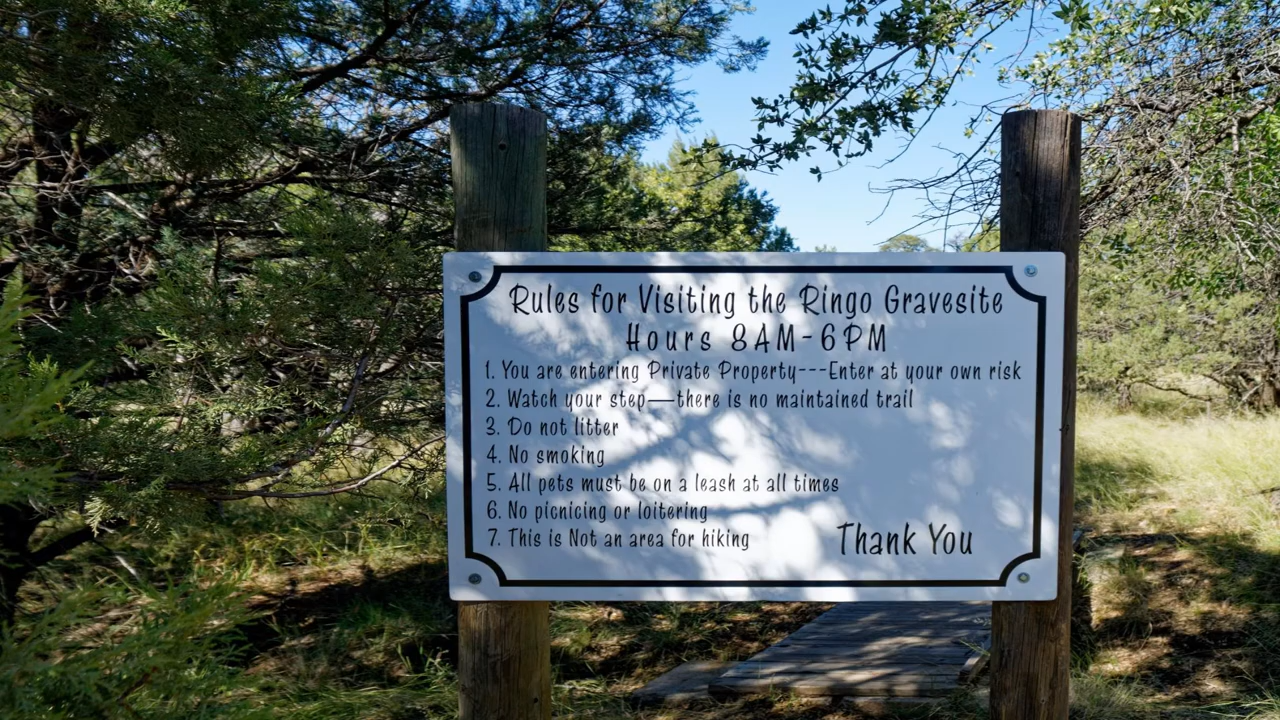 Rules for Visiting the Ringo Gravesite
Hours 8AM-6PM
1. You are entering Private Property---Enter at your own risk
2. Watch your step—there is no maintained trail
3. Do not litter
4. No smoking
5. All pets must be on a leash at all times
6. No picnicing or loitering
7. This is Not an area for hiking
Thank You